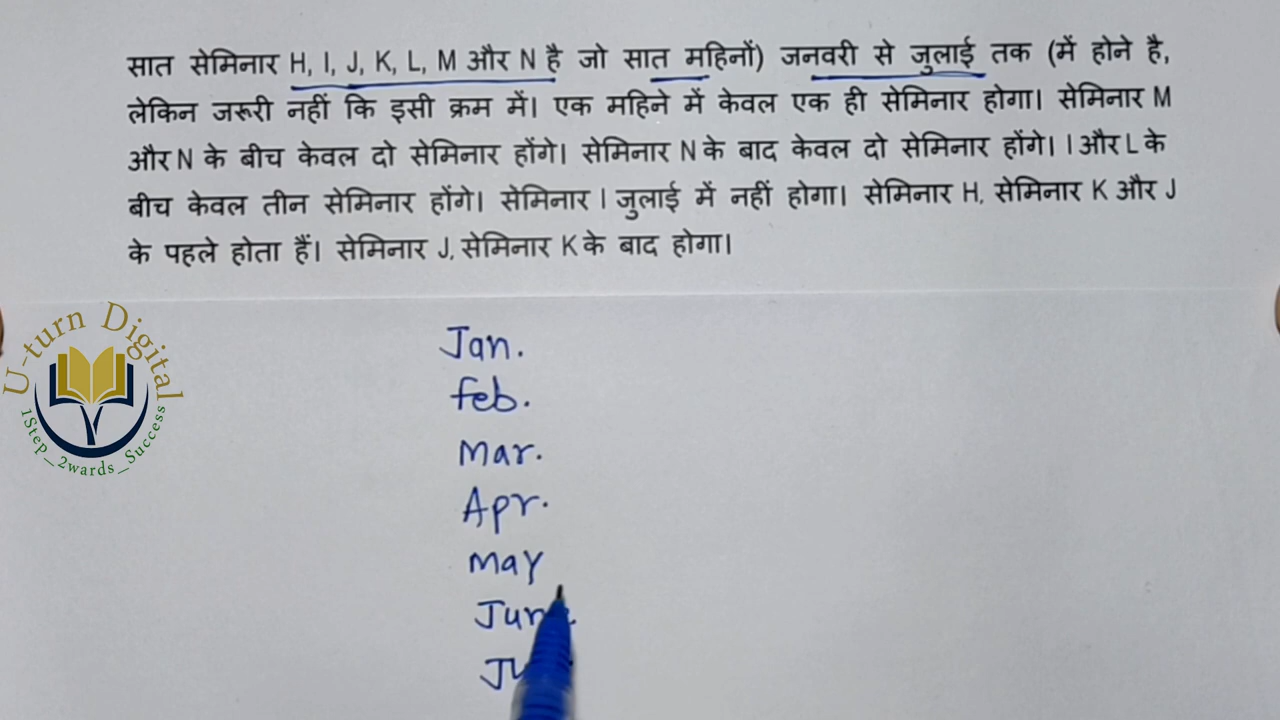 सात सेमिनार H, I, J, K, L, M और N है जो सात महिनों) जनवरी से जुलाई तक (में होने है,
लेकिन जरूरी नहीं कि इसी क्रम में। एक महिने में केवल एक ही सेमिनार होगा। सेमिनार M
और N के बीच केवल दो सेमिनार होंगे। सेमिनार N के बाद केवल दो सेमिनार होंगे। I और L के
बीच केवल तीन सेमिनार होंगे। सेमिनार I जुलाई में नहीं होगा। सेमिनार H, सेमिनार K और J
के पहले होता हैं। सेमिनार J, सेमिनार K के बाद होगा।
U-turn Digital
1Step_2wards_Success
Jan.
feb.
Mar.
Apr.
May